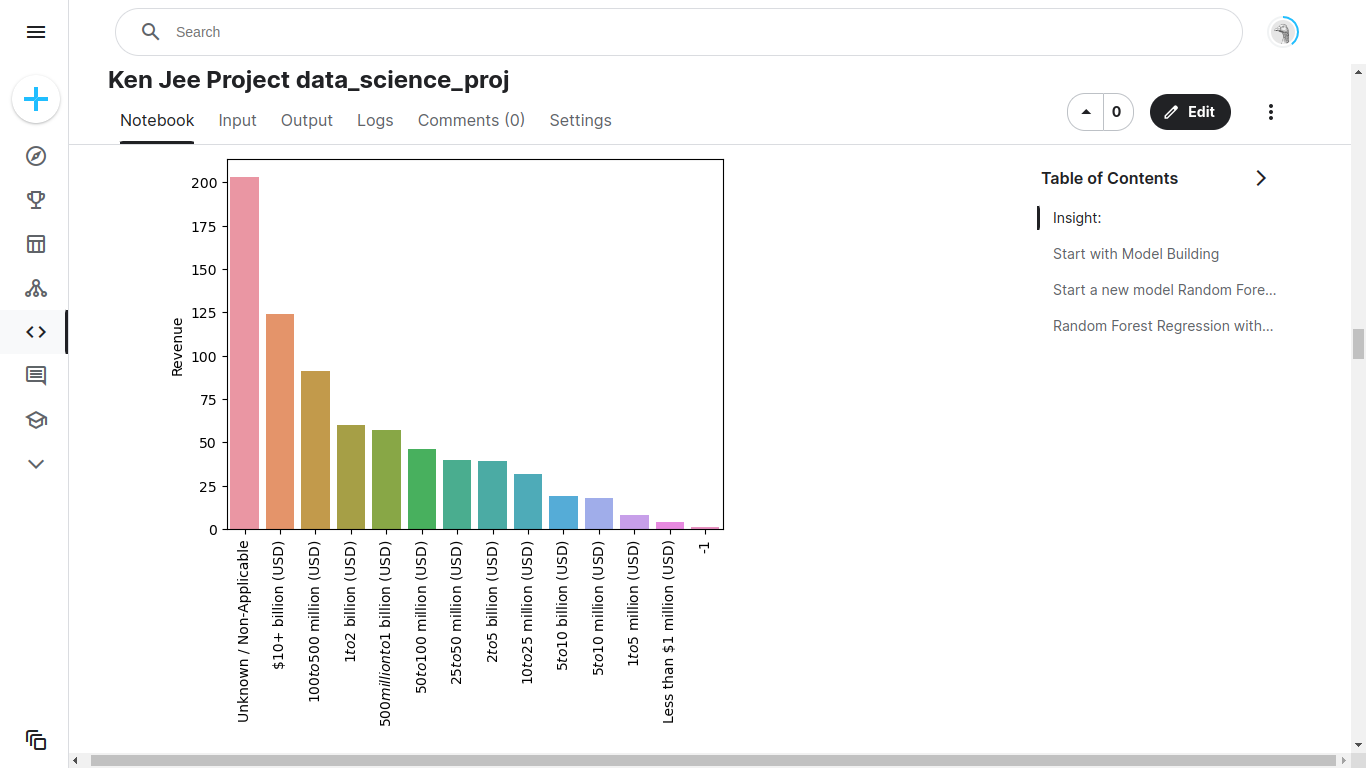 Search
Ken Jee Project data_science_proj
Notebook
Input
Output
Logs
Comments (0)
Settings
0
Edit
Table of Contents
Insight:
Start with Model Building
Start a new model Random Fore...
Random Forest Regression with...
200
175
150
125
100
75
50
25
0
Revenue
Unknown / Non-Applicable
$10+ billion (USD)
100to500 million (USD)
1to2 billion (USD)
500millionto1 billion (USD)
50to100 million (USD)
25to50 million (USD)
2to5 billion (USD)
10to25 million (USD)
5to10 billion (USD)
5to10 million (USD)
1to5 million (USD)
Less than $1 million (USD)
-1